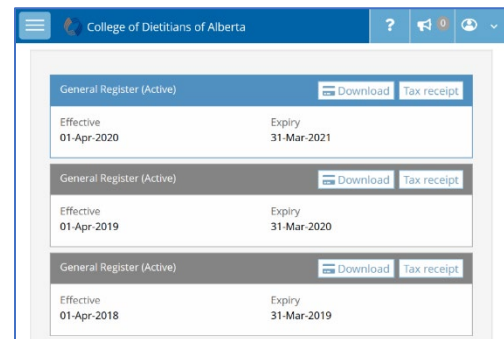 College of Dietitians of Alberta ? 0
General Register (Active) Download Tax receipt
Effective Expiry
01-Apr-2020 31-Mar-2021
General Register (Active) Download Tax receipt
Effective Expiry
01-Apr-2019 31-Mar-2020
General Register (Active) Download Tax receipt
Effective Expiry
01-Apr-2018 31-Mar-2019